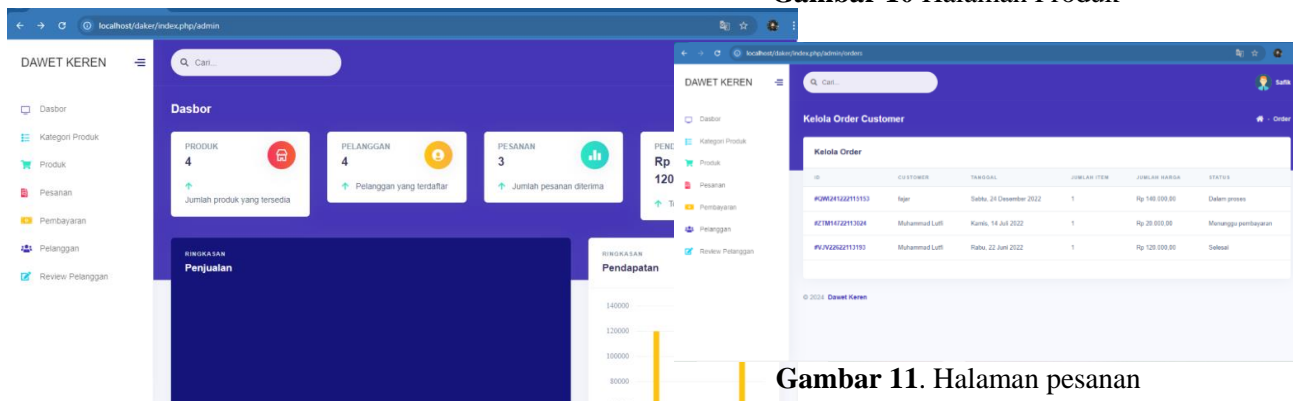 Gambar 10 Halaman Produk
localhost/daker/index.php/admin
DAWET KEREN
Cari...
Dasbor
Dasbor
Kategori Produk
Produk
Pesanan
Pembayaran
Pelanggan
Review Pelanggan
PRODUK
4
Jumlah produk yang tersedia
PELANGGAN
4
Pelanggan yang terdaftar
PESANAN
3
Jumlah pesanan diterima
PEND
Rp
120
RINGKASAN
Penjualan
RINGKASAN
Pendapatan
140000
120000
100000
80000
localhost/daker/index.php/admin/orders
DAWET KEREN
Cari...
Safik
Dasbor
Kategori Produk
Produk
Pesanan
Pembayaran
Pelanggan
Review Pelanggan
Kelola Order Customer
- Order
Kelola Order
ID CUSTOMER TANGGAL JUMLAH ITEM JUMLAH HARGA STATUS
#QWI241222115153 fajar Sabtu, 24 Desember 2022 1 Rp 140.000,00 Dalam proses
#ZTM14722113024 Muhammad Lutfi Kamis, 14 Juli 2022 1 Rp 20.000,00 Menunggu pembayaran
#VJV22622113193 Muhammad Lutfi Rabu, 22 Juni 2022 1 Rp 120.000,00 Selesai
© 2024 Dawet Keren
Gambar 11. Halaman pesanan